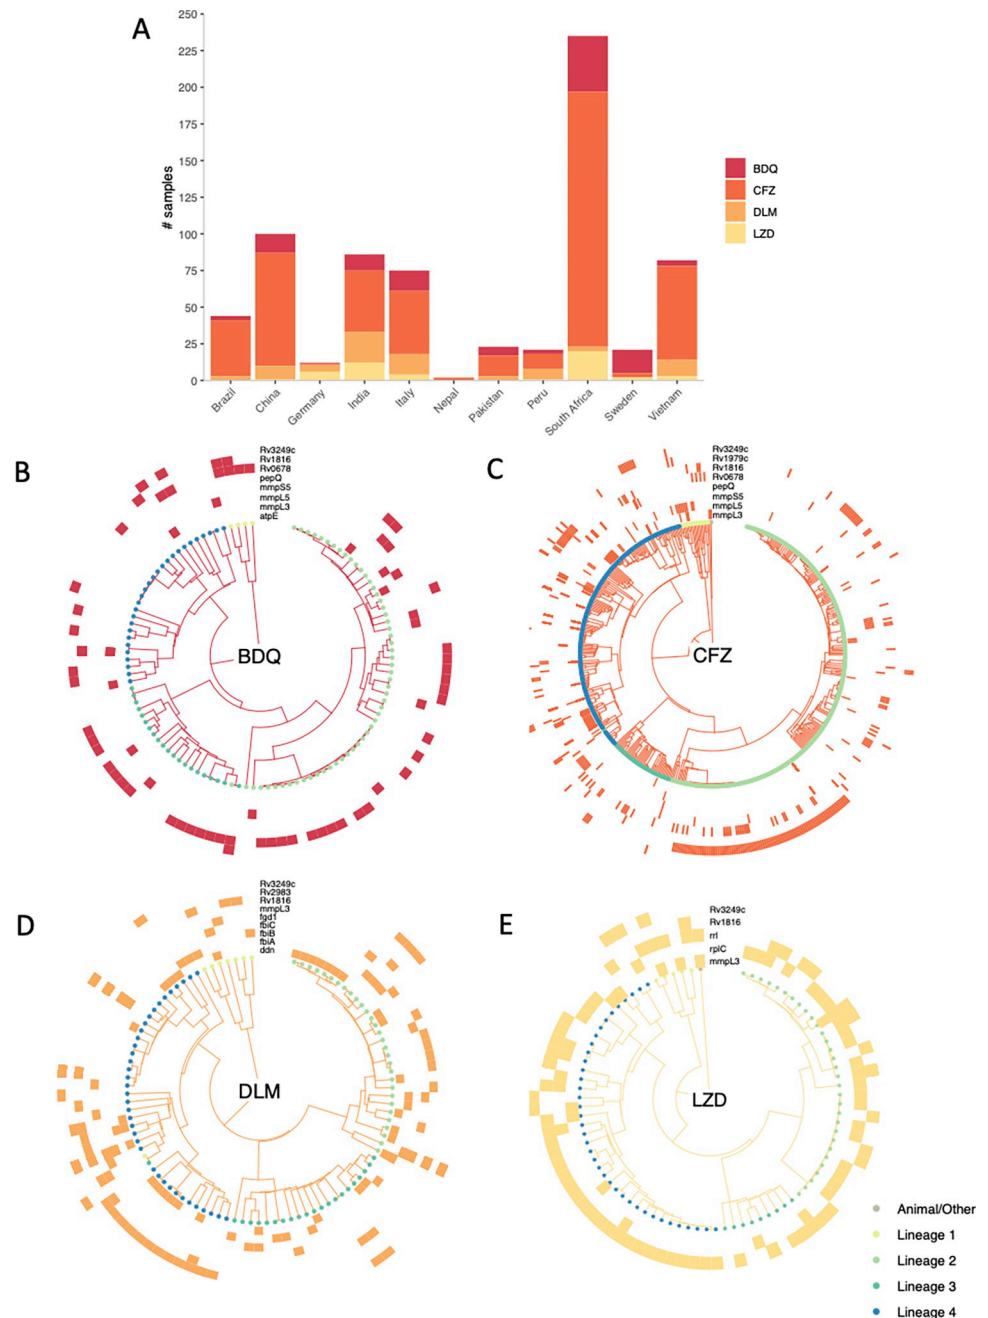 A
250
225
200
175
150
125
100
75
50
25
0
# samples
Brazil
China
Germany
India
Italy
Nepal
Pakistan
Peru
South Africa
Sweden
Vietnam
BDQ
CFZ
DLM
LZD
B
Rv3249c
Rv1816
Rv0678
pepQ
mmpS5
mmpL5
mmpL3
atpE
BDQ
C
Rv3249c
Rv1979c
Rv1816
Rv0678
pepQ
mmpS5
mmpL5
mmpL3
CFZ
D
Rv3249c
Rv2983
Rv1816
mmpL3
fgd1
fbiC
fbiB
fbiA
ddn
DLM
E
Rv3249c
Rv1816
rrl
rplC
mmpL3
LZD
Animal/Other
Lineage 1
Lineage 2
Lineage 3
Lineage 4